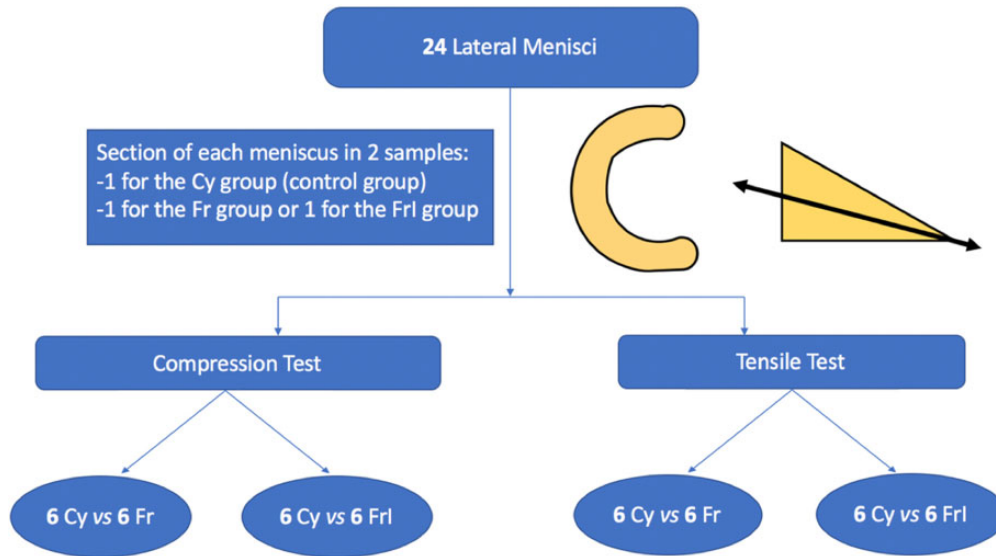 24 Lateral Menisci
Section of each meniscus in 2 samples:
-1 for the Cy group (control group)
-1 for the Fr group or 1 for the FrI group
Compression Test
Tensile Test
6 Cy vs 6 Fr
6 Cy vs 6 FrI
6 Cy vs 6 Fr
6 Cy vs 6 FrI